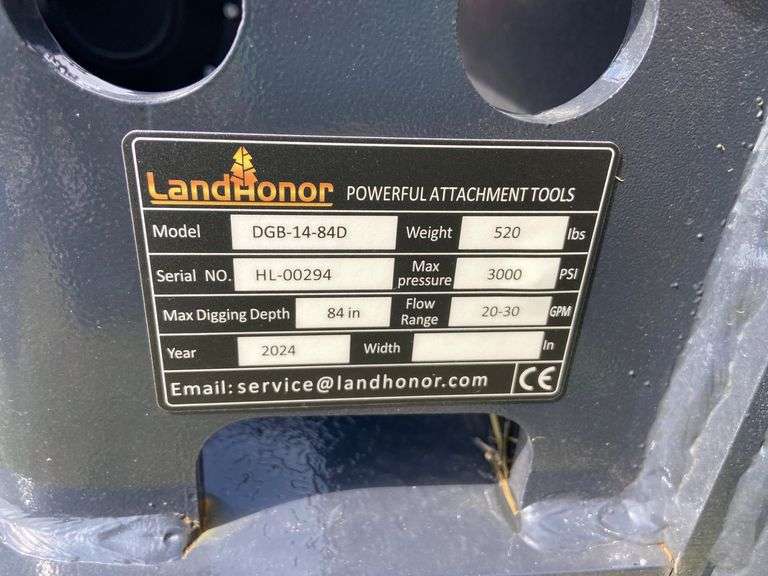 LandHonor POWERFUL ATTACHMENT TOOLS
Model DGB-14-84D Weight 520 lbs
Serial NO. HL-00294 Max pressure 3000 PSI
Max Digging Depth 84 in Flow Range 20-30 GPM
Year 2024 Width In
Email: service@landhonor.com CE